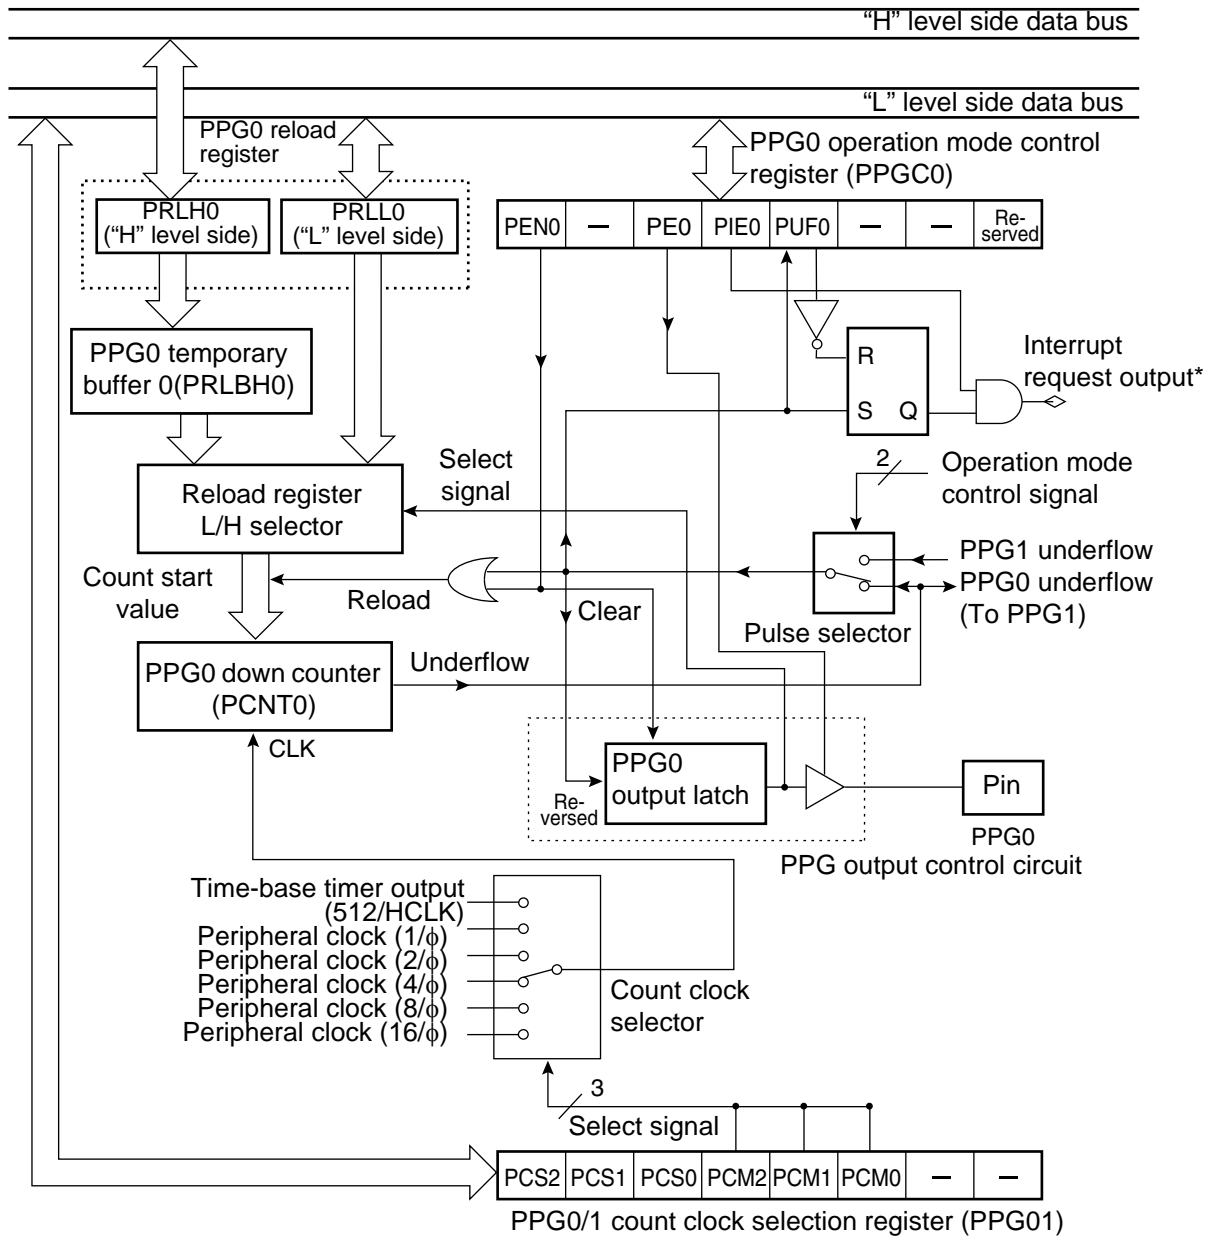 “H” level side data bus
“L” level side data bus
PPG0 reload
register
PPG0 operation mode control
register (PPGC0)
PRLH0
(“H” level side)
PRLL0
(“L” level side)
PEN0 — PE0 PIE0 PUF0 — — Re-
served
PPG0 temporary
buffer 0(PRLBH0)
R
S Q
Interrupt
request output*
Reload register
L/H selector
Select
signal
2
Operation mode
control signal
PPG1 underflow
PPG0 underflow
(To PPG1)
Pulse selector
Count start
value
Reload
Clear
PPG0 down counter
(PCNT0)
Underflow
CLK
PPG0
output latch
Re-
versed
Pin
PPG0
PPG output control circuit
Time-base timer output
(512/HCLK)
Peripheral clock (1/ϕ)
Peripheral clock (2/ϕ)
Peripheral clock (4/ϕ)
Peripheral clock (8/ϕ)
Peripheral clock (16/ϕ)
Count clock
selector
3
Select signal
PCS2 PCS1 PCS0 PCM2 PCM1 PCM0 — —
PPG0/1 count clock selection register (PPG01)